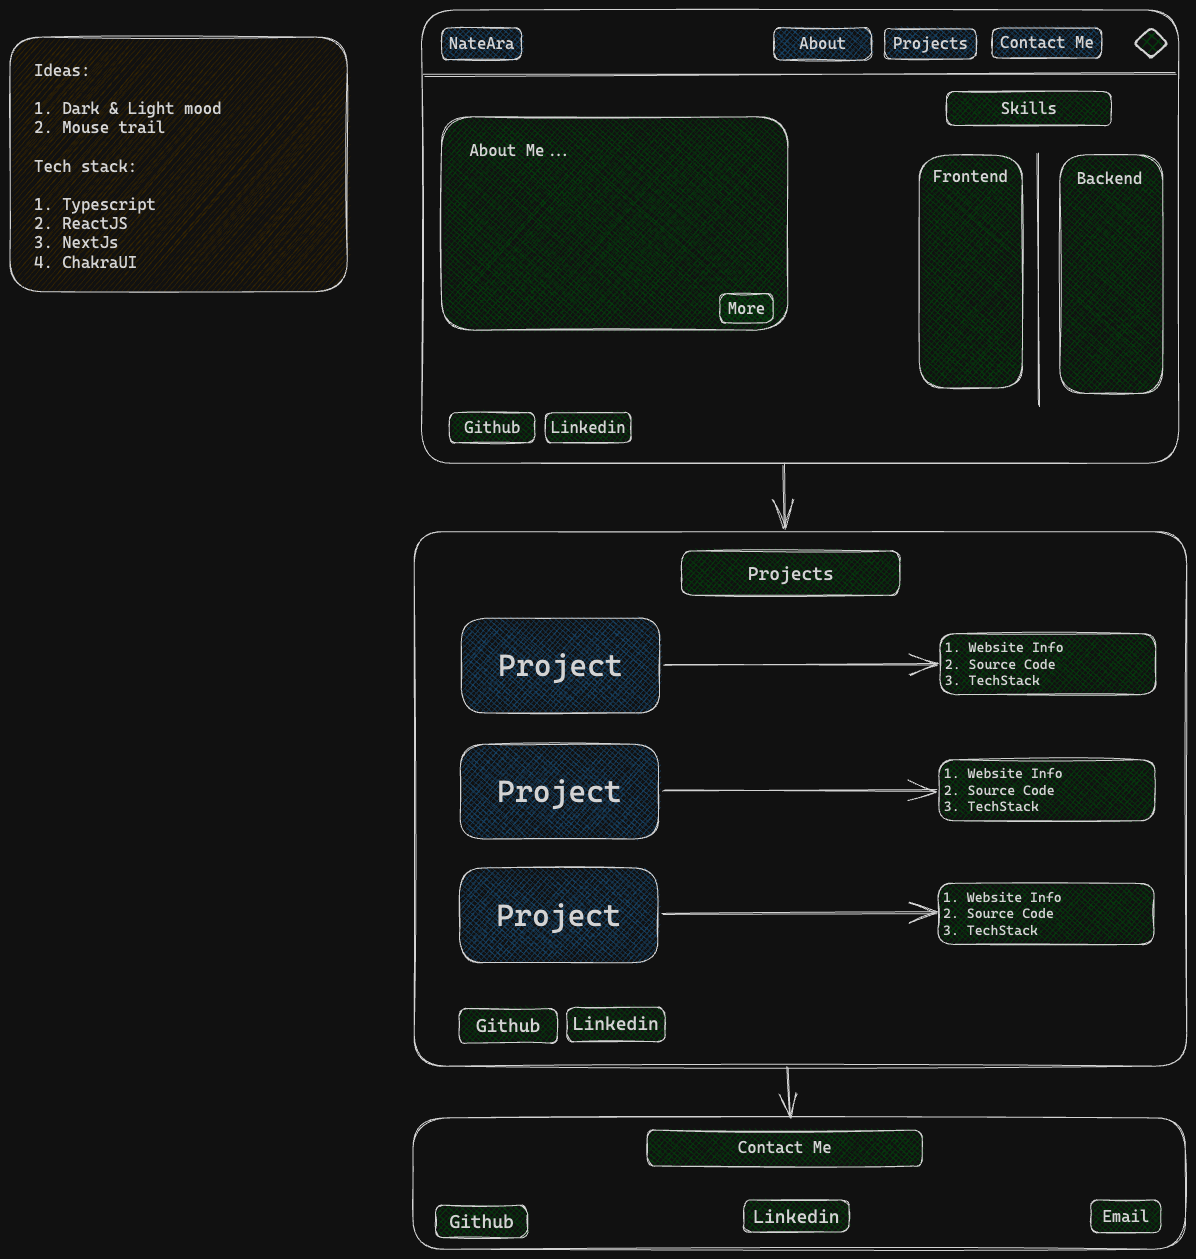 Ideas:
1. Dark & Light mood
2. Mouse trail
Tech stack:
1. Typescript
2. ReactJS
3. NextJs
4. ChakraUI
NateAra
About
Projects
Contact Me
Skills
About Me...
Frontend
Backend
More
Github
Linkedin
Projects
Project
1. Website Info
2. Source Code
3. TechStack
Project
1. Website Info
2. Source Code
3. TechStack
Project
1. Website Info
2. Source Code
3. TechStack
Github
Linkedin
Contact Me
Github
Linkedin
Email